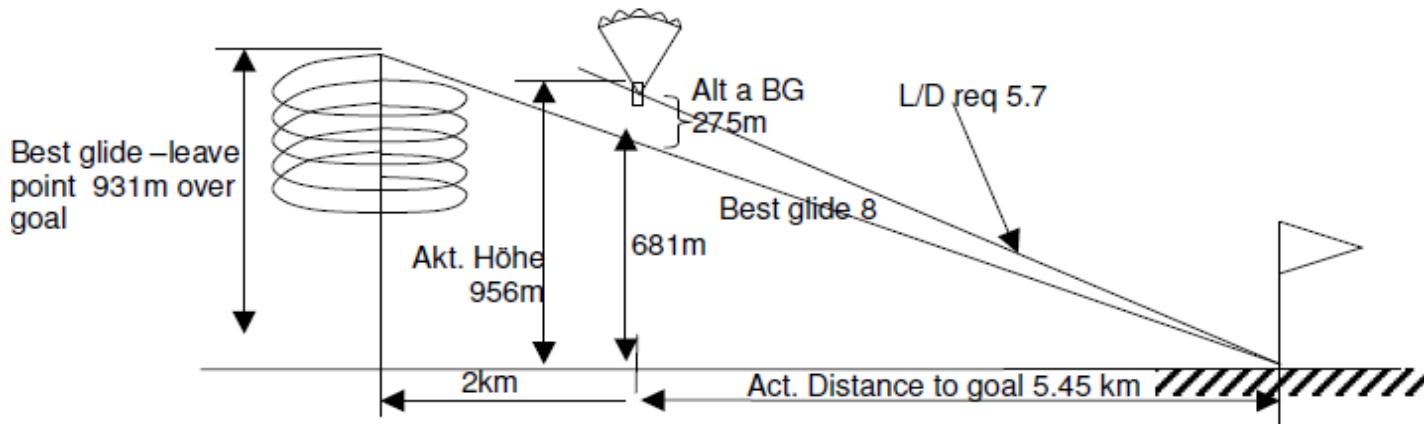 Best glide –leave
point 931m over
goal
Alt a BG
275m
L/D req 5.7
Best glide 8
Akt. Höhe
956m
681m
2km
Act. Distance to goal 5.45 km